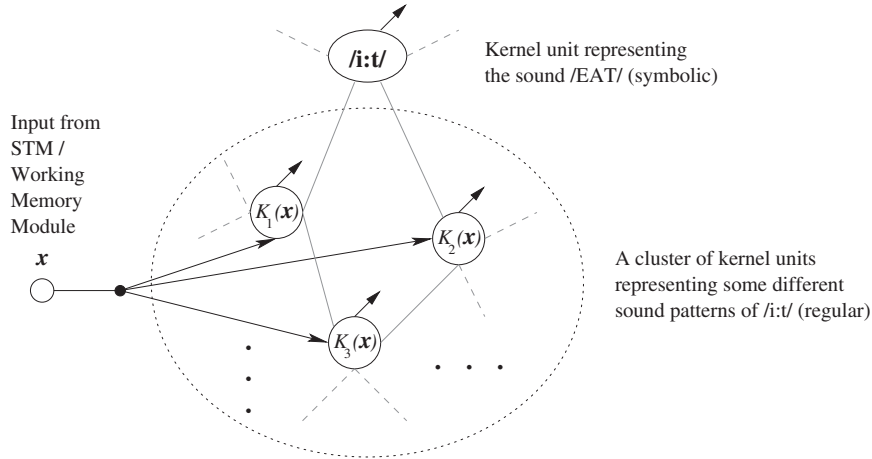 /i:t/
Kernel unit representing
the sound /EAT/ (symbolic)
Input from
STM /
Working
Memory
Module
x
K1(x)
K2(x)
K3(x)
A cluster of kernel units
representing some different
sound patterns of /i:t/ (regular)